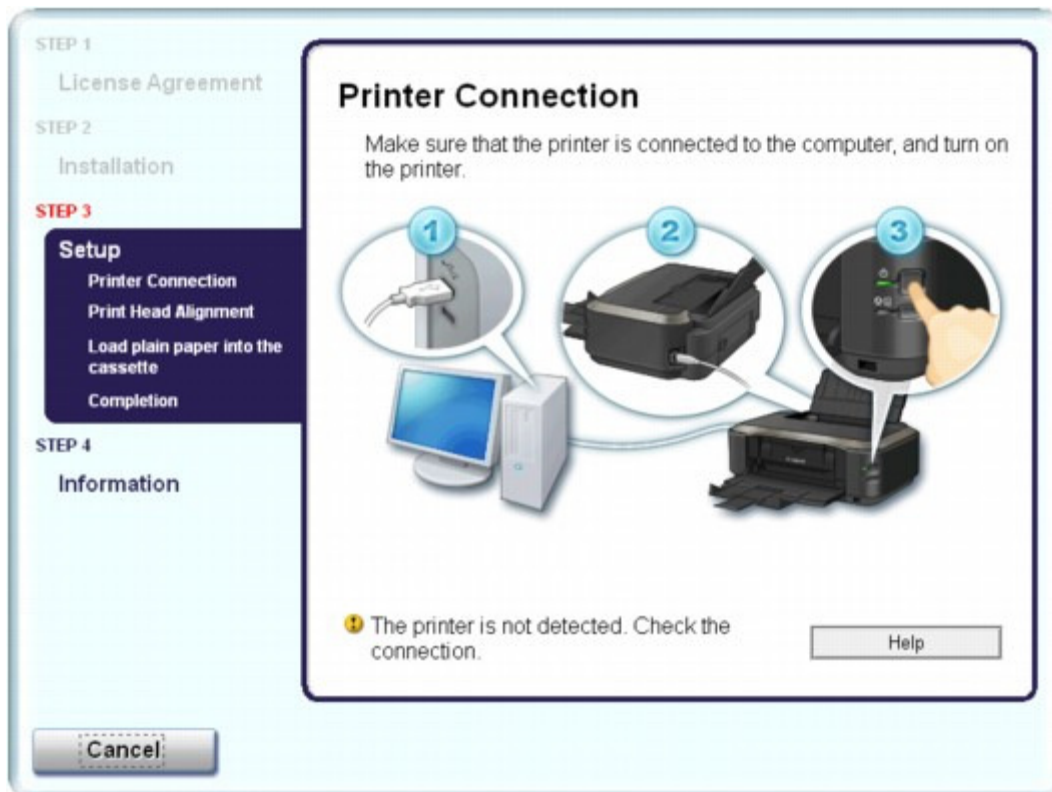 STEP 1
License Agreement
STEP 2
Installation
STEP 3
Setup
Printer Connection
Print Head Alignment
Load plain paper into the
cassette
Completion
STEP 4
Information
Printer Connection
Make sure that the printer is connected to the computer, and turn on
the printer.
1
2
3
The printer is not detected. Check the
connection.
Help
Cancel